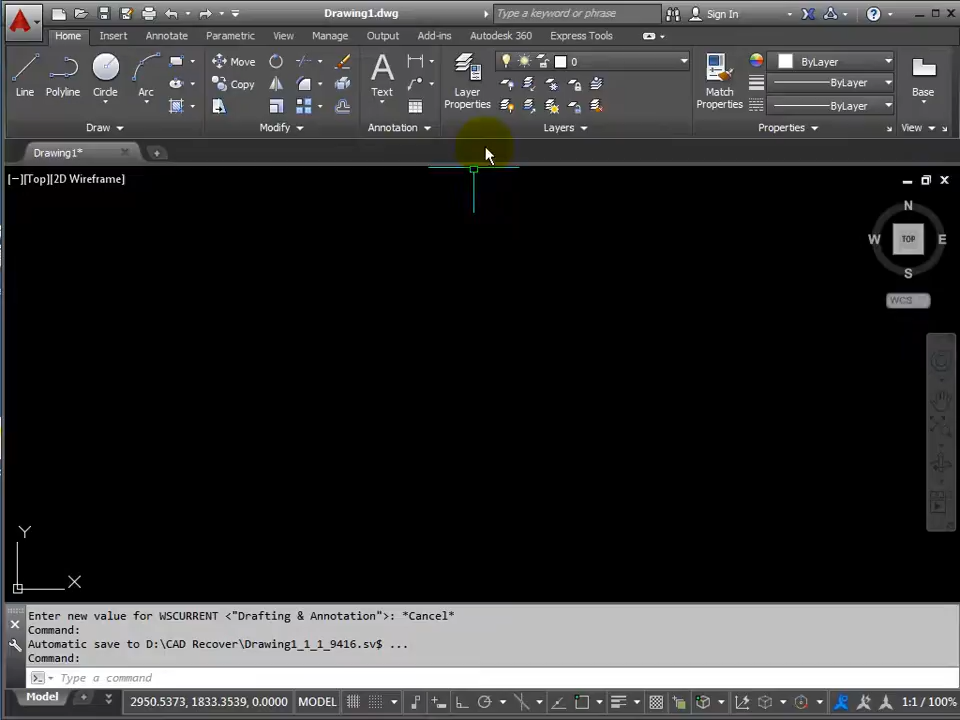 Drawing1.dwg
Type a keyword or phrase
Sign In
Home
Insert
Annotate
Parametric
View
Manage
Output
Add-ins
Autodesk 360
Express Tools
Line
Polyline
Circle
Arc
Move
Copy
Text
Layer
Properties
0
Match
Properties
ByLayer
ByLayer
ByLayer
Base
Draw
Modify
Annotation
Layers
Properties
View
Drawing1*
[−][Top][2D Wireframe]
N
W
TOP
E
S
WCS
Y
X
Enter new value for WSCURRENT <"Drafting & Annotation">: *Cancel*
Command:
Automatic save to D:\CAD Recover\Drawing1_1_1_9416.sv$ ...
Command:
Type a command
Model
2950.5373, 1833.3539, 0.0000
MODEL
1:1 / 100%